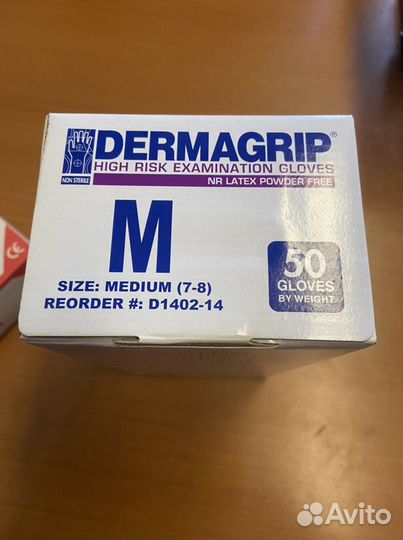 DERMAGRIP®
HIGH RISK EXAMINATION GLOVES
NON STERILE
NR LATEX POWDER FREE
M
50
GLOVES
BY WEIGHT
SIZE: MEDIUM (7-8)
REORDER #: D1402-14
CE
Avito